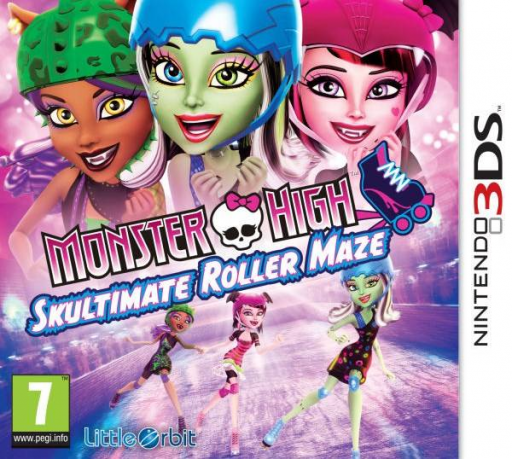 MONSTER HIGH
SKULTIMATE ROLLER MAZE
7
www.pegi.info
Little Orbit
NINTENDO 3DS